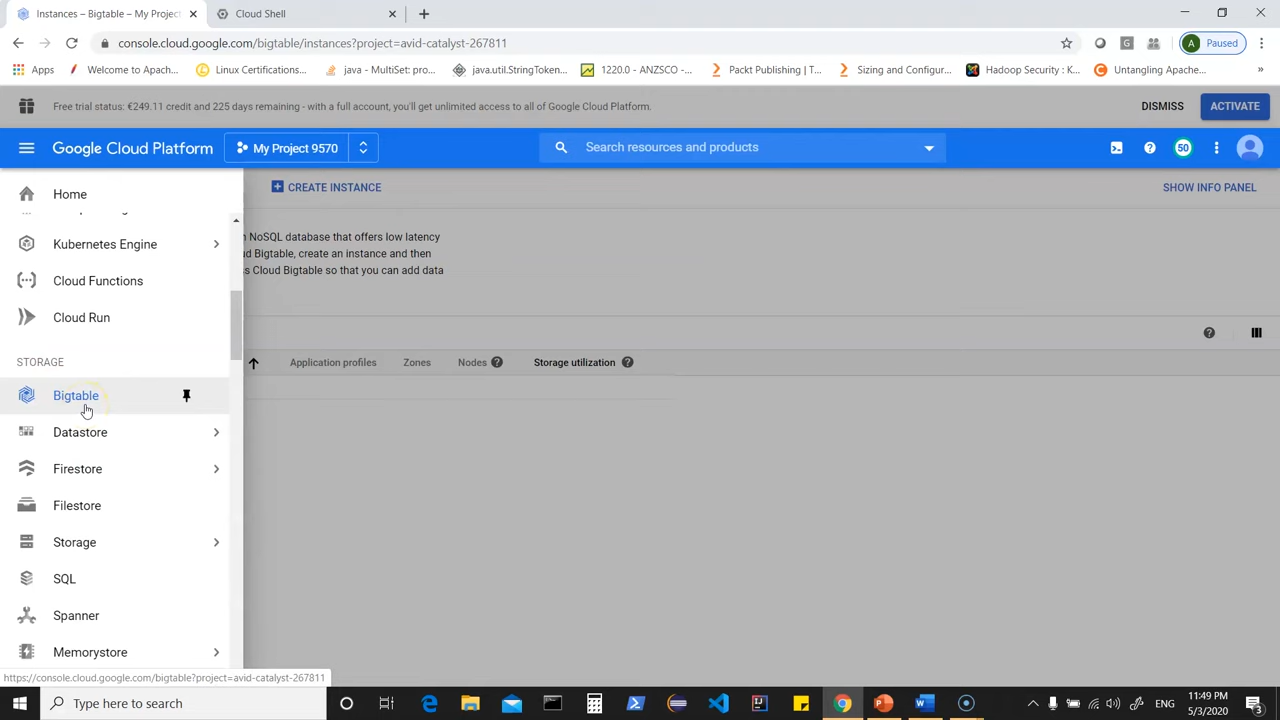 Instances – Bigtable – My Projec
Cloud Shell
console.cloud.google.com/bigtable/instances?project=avid-catalyst-267811
A
Paused
Apps
Welcome to Apach...
Linux Certifications...
java - MultiSet: pro...
java.util.StringToken...
1220.0 - ANZSCO -...
Packt Publishing | T...
Sizing and Configur...
Hadoop Security : K...
Untangling Apache...
Free trial status: €249.11 credit and 225 days remaining - with a full account, you'll get unlimited access to all of Google Cloud Platform.
DISMISS
ACTIVATE
Google Cloud Platform
My Project 9570
Search resources and products
50
Home
CREATE INSTANCE
SHOW INFO PANEL
NoSQL database that offers low latency
Bigtable, create an instance and then
Cloud Bigtable so that you can add data
Kubernetes Engine
Cloud Functions
Cloud Run
STORAGE
Application profiles
Zones
Nodes
Storage utilization
Bigtable
Datastore
Firestore
Filestore
Storage
SQL
Spanner
Memorystore
https://console.cloud.google.com/bigtable?project=avid-catalyst-267811
Type here to search
ENG
11:49 PM
5/3/2020
3